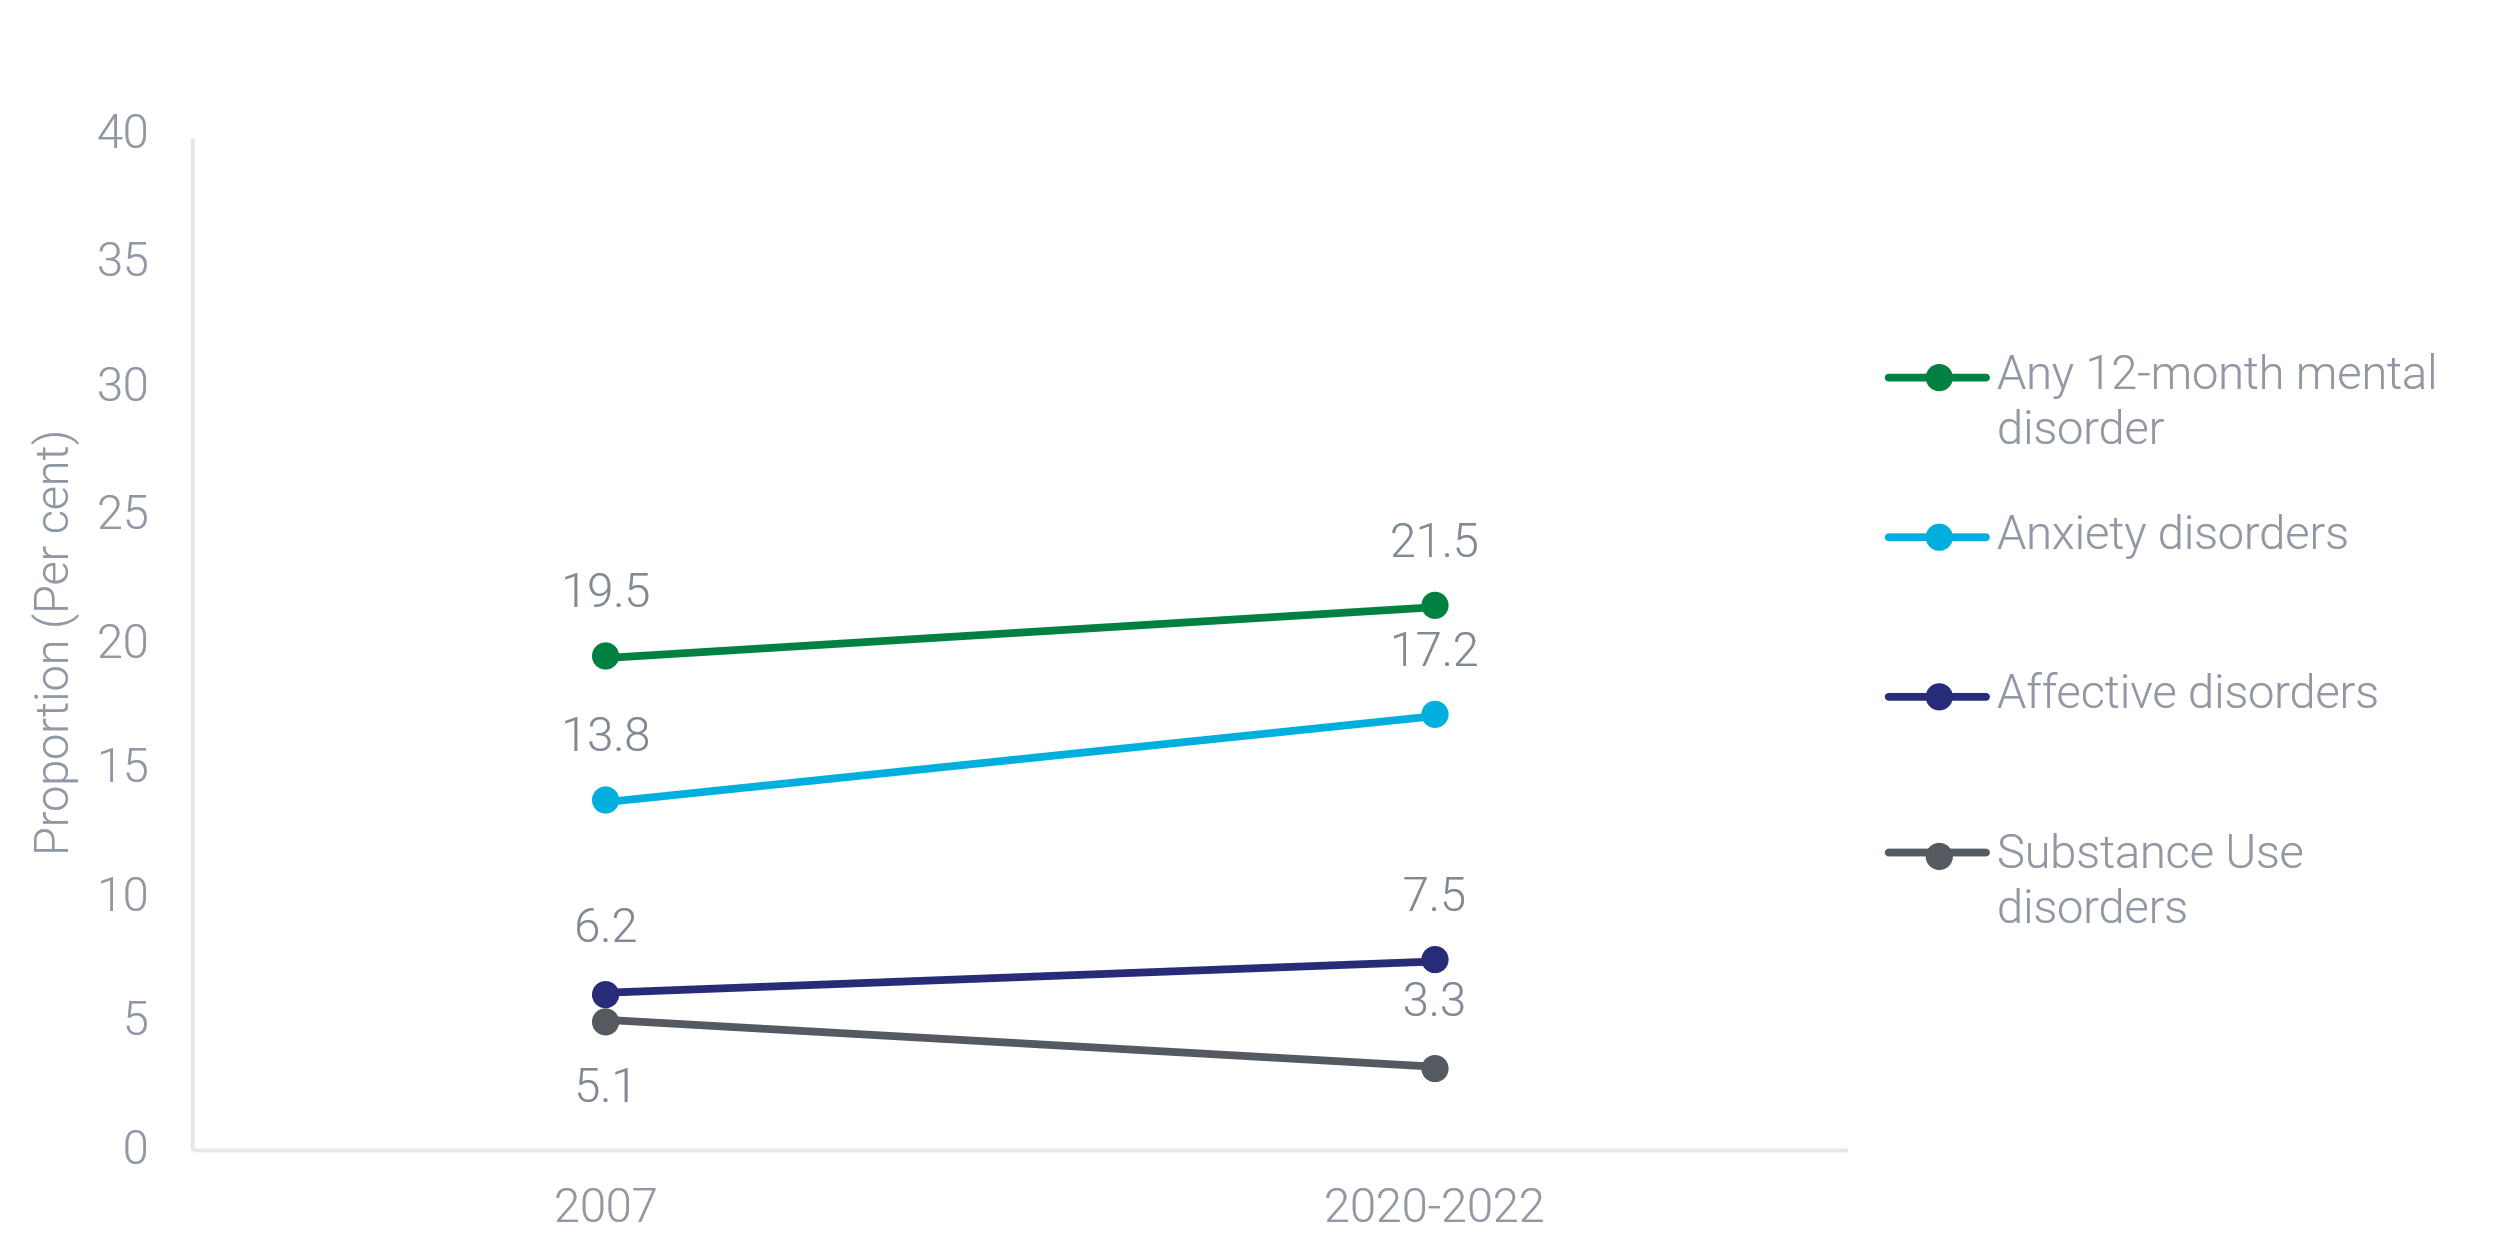 40
35
30
25
20
15
10
5
0
Proportion (Per cent)
19.5
21.5
13.8
17.2
6.2
7.5
5.1
3.3
2007
2020-2022
Any 12-month mental
disorder
Anxiety disorders
Affective disorders
Substance Use
disorders